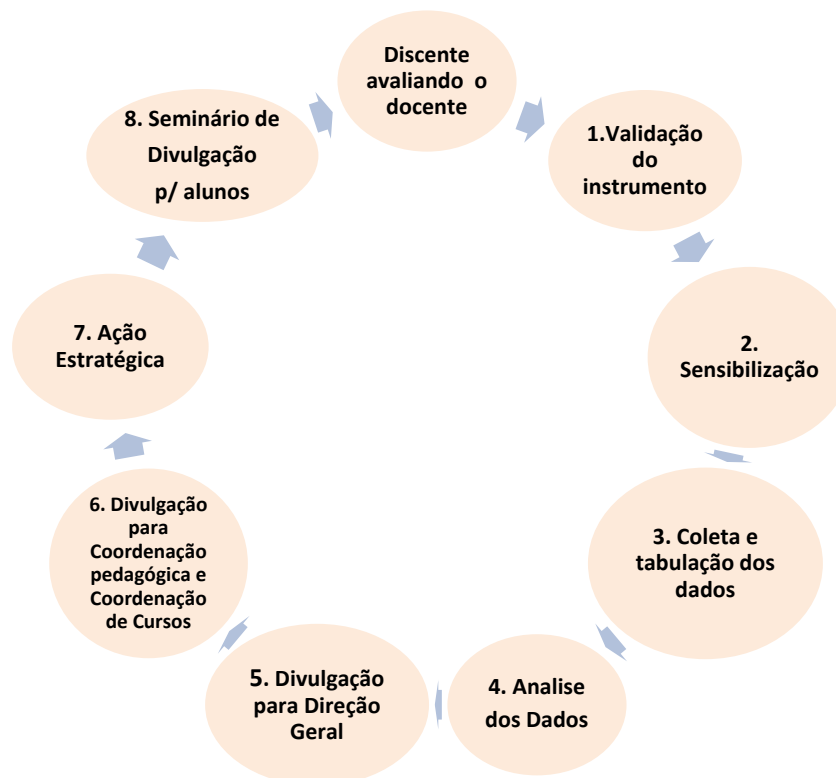 Discente
avaliando o
docente
1.Validação
do
instrumento
2.
Sensibilização
3. Coleta e
tabulação dos
dados
4. Analise
dos Dados
5. Divulgação
para Direção
Geral
6. Divulgação
para
Coordenação
pedagógica e
Coordenação
de Cursos
7. Ação
Estratégica
8. Seminário de
Divulgação
p/ alunos